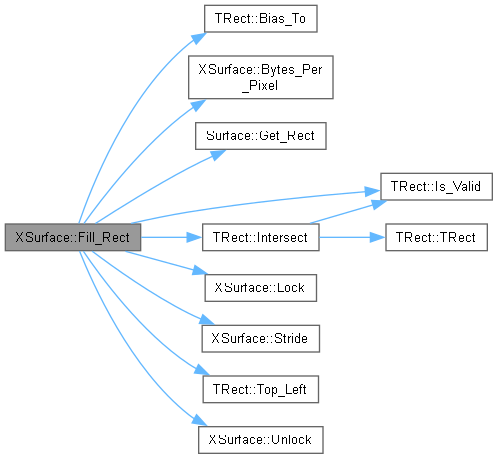 TRect::Bias_To
XSurface::Bytes_Per
_Pixel
Surface::Get_Rect
TRect::Is_Valid
XSurface::Fill_Rect
TRect::Intersect
TRect::TRect
XSurface::Lock
XSurface::Stride
TRect::Top_Left
XSurface::Unlock